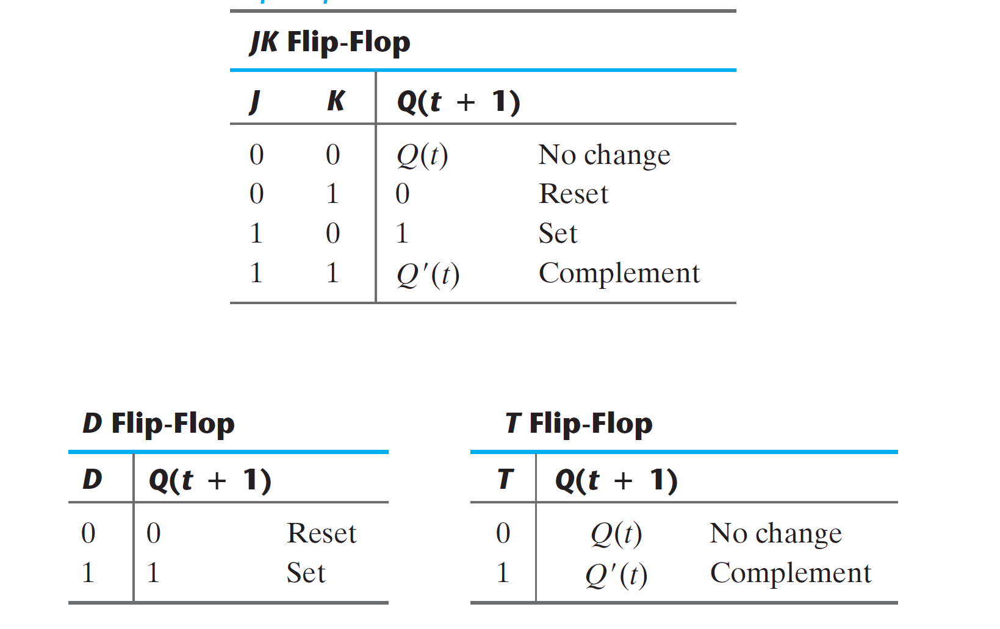 JK Flip-Flop
J K Q(t + 1)
0 0 Q(t) No change
0 1 0 Reset
1 0 1 Set
1 1 Q′(t) Complement
D Flip-Flop
D Q(t + 1)
0 0 Reset
1 1 Set
T Flip-Flop
T Q(t + 1)
0 Q(t) No change
1 Q′(t) Complement